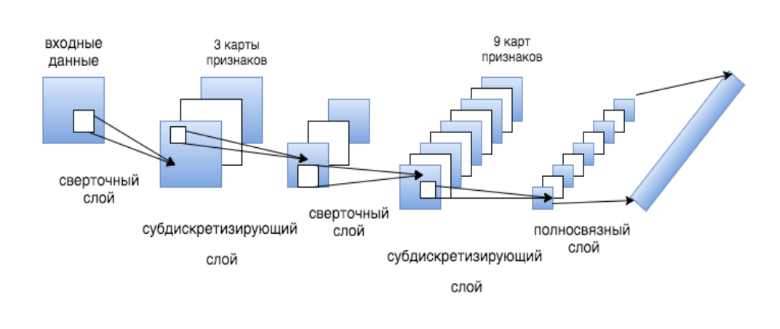 входные
данные
3 карты
признаков
9 карт
признаков
сверточный
слой
субдискретизирующий
слой
сверточный
слой
субдискретизирующий
слой
полносвязный
слой